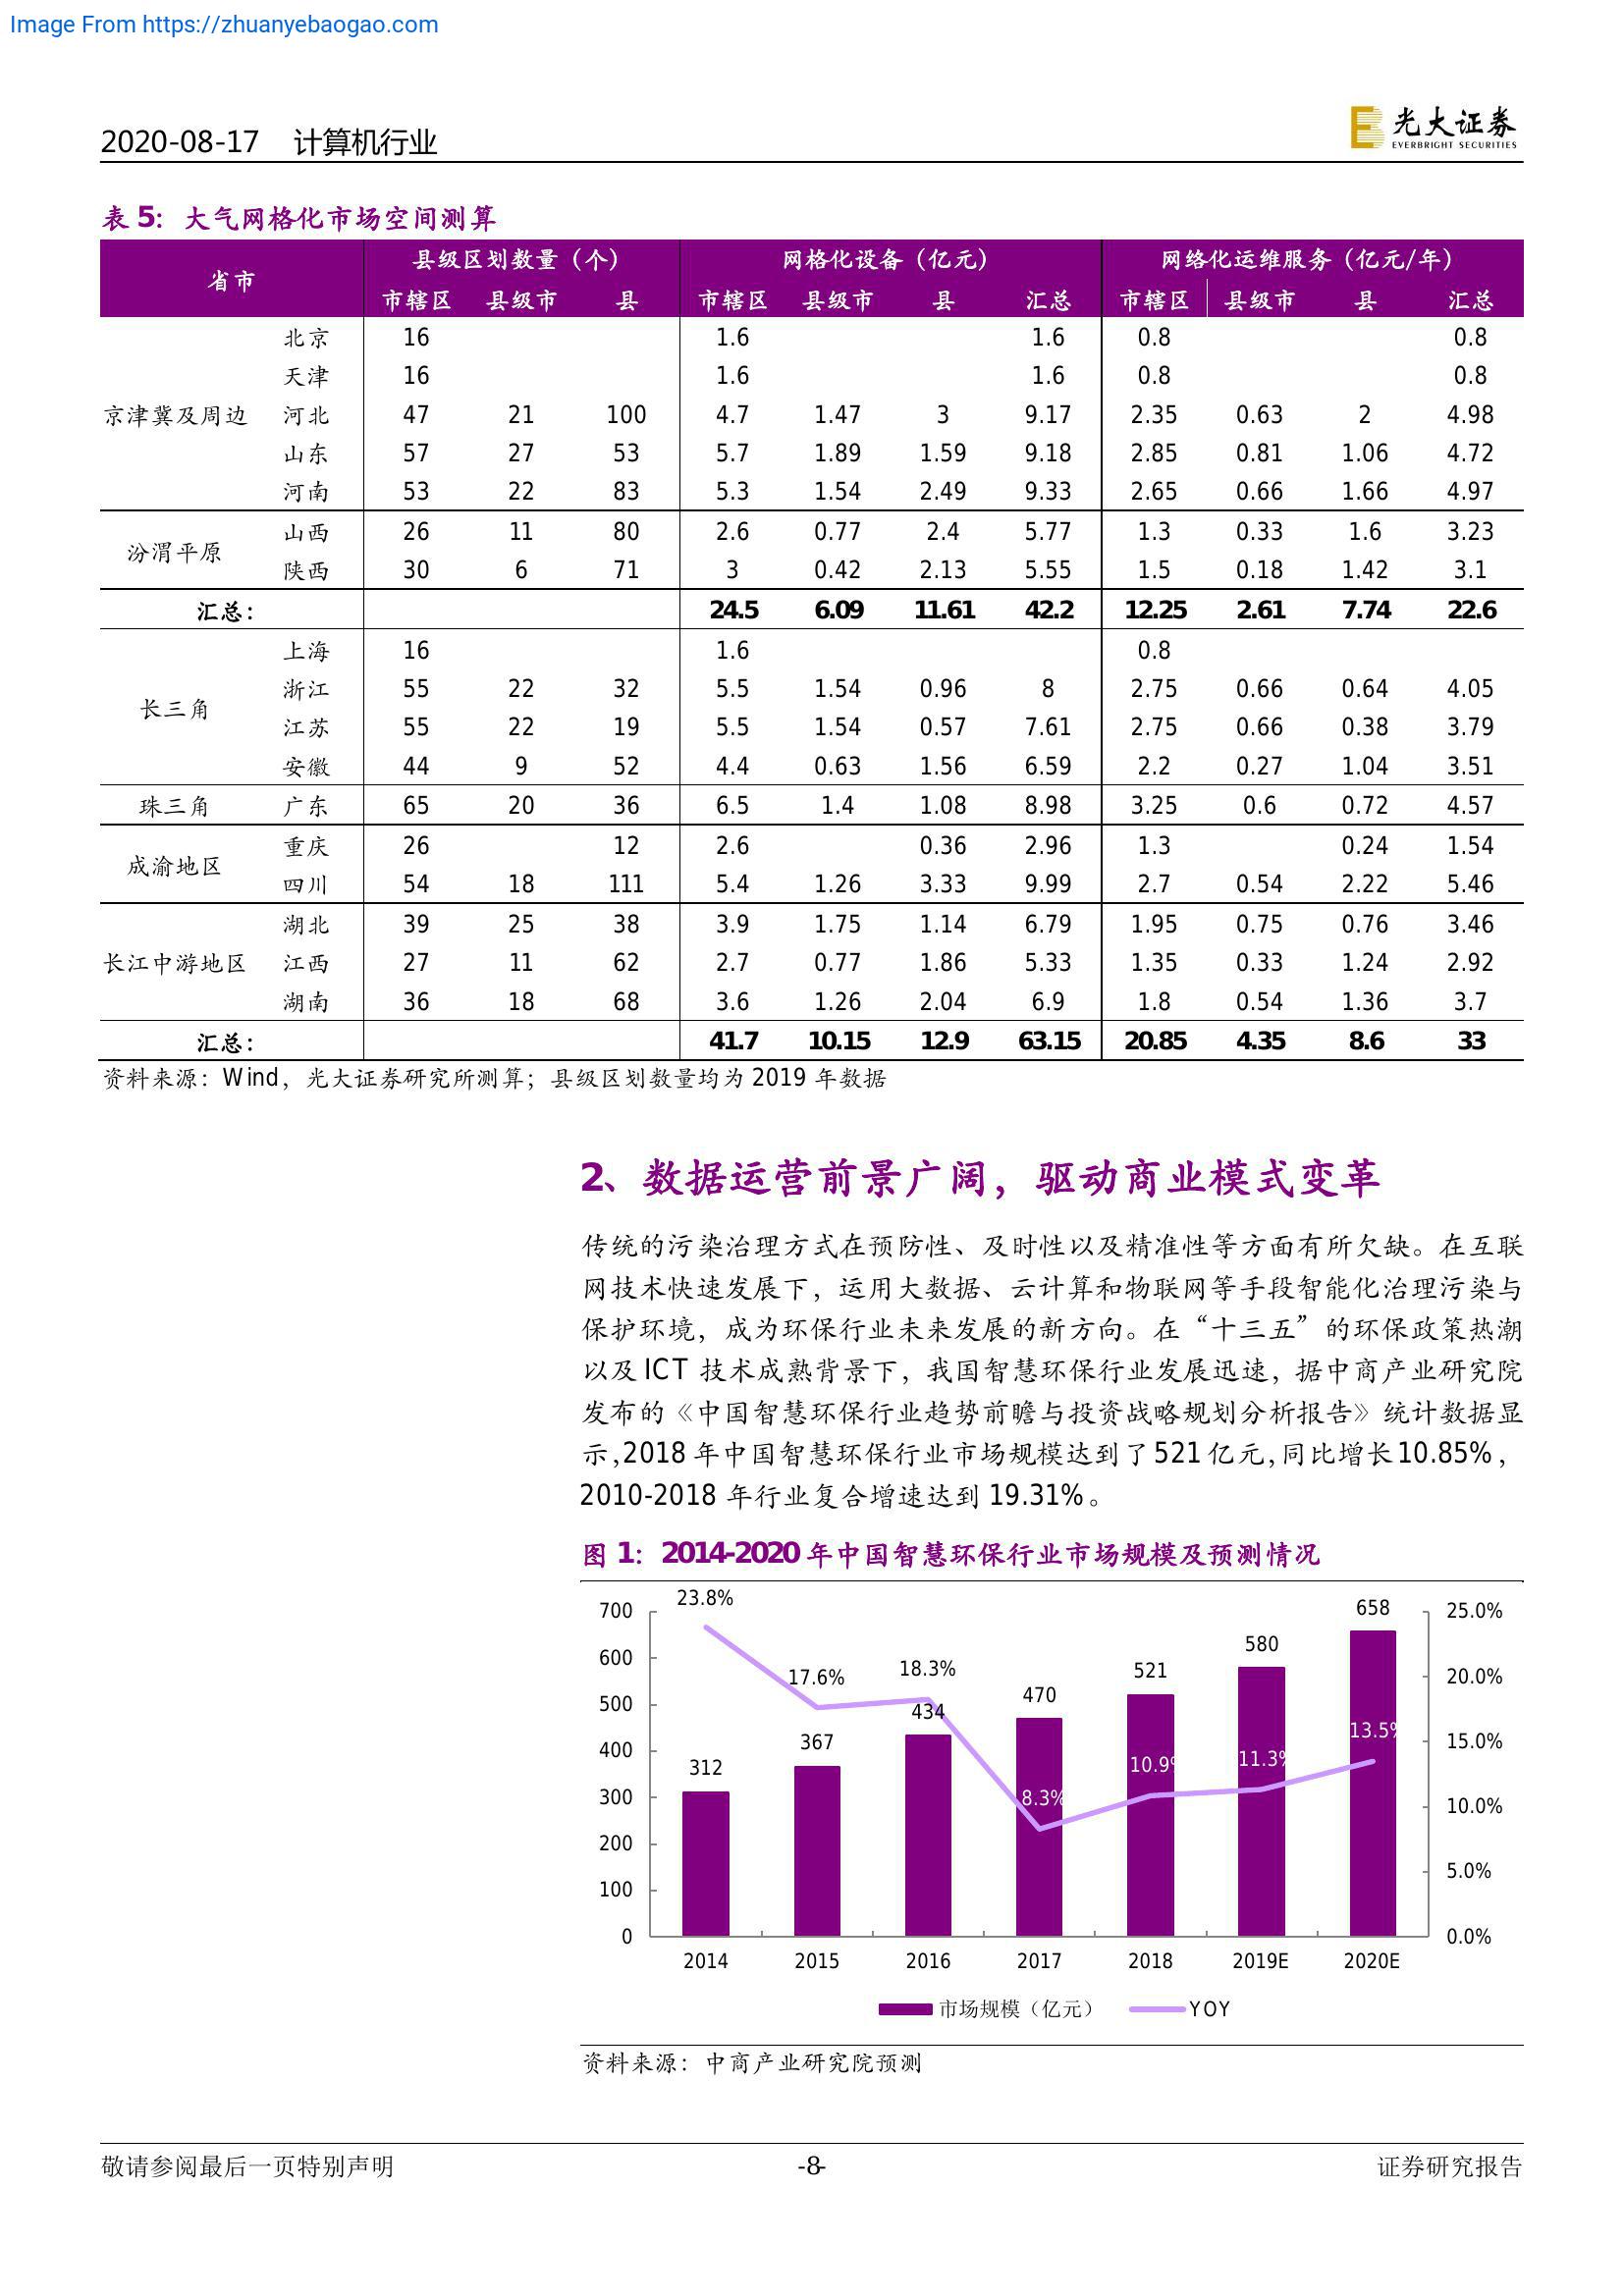 Image From https://zhuanyebaogao.com
2020-08-17 计算机行业
光大证券
EVERBRIGHT SECURITIES
表 5：大气网格化市场空间测算
省市 县级区划数量（个） 网格化设备（亿元） 网络化运维服务（亿元/年）
市辖区 县级市 县 市辖区 县级市 县 汇总 市辖区 县级市 县 汇总
北京 16 1.6 1.6 0.8 0.8
天津 16 1.6 1.6 0.8 0.8
京津冀及周边 河北 47 21 100 4.7 1.47 3 9.17 2.35 0.63 2 4.98
山东 57 27 53 5.7 1.89 1.59 9.18 2.85 0.81 1.06 4.72
河南 53 22 83 5.3 1.54 2.49 9.33 2.65 0.66 1.66 4.97
汾渭平原 山西 26 11 80 2.6 0.77 2.4 5.77 1.3 0.33 1.6 3.23
陕西 30 6 71 3 0.42 2.13 5.55 1.5 0.18 1.42 3.1
汇总： 24.5 6.09 11.61 42.2 12.25 2.61 7.74 22.6
上海 16 1.6 0.8
长三角 浙江 55 22 32 5.5 1.54 0.96 8 2.75 0.66 0.64 4.05
江苏 55 22 19 5.5 1.54 0.57 7.61 2.75 0.66 0.38 3.79
安徽 44 9 52 4.4 0.63 1.56 6.59 2.2 0.27 1.04 3.51
珠三角 广东 65 20 36 6.5 1.4 1.08 8.98 3.25 0.6 0.72 4.57
成渝地区 重庆 26 12 2.6 0.36 2.96 1.3 0.24 1.54
四川 54 18 111 5.4 1.26 3.33 9.99 2.7 0.54 2.22 5.46
湖北 39 25 38 3.9 1.75 1.14 6.79 1.95 0.75 0.76 3.46
长江中游地区 江西 27 11 62 2.7 0.77 1.86 5.33 1.35 0.33 1.24 2.92
湖南 36 18 68 3.6 1.26 2.04 6.9 1.8 0.54 1.36 3.7
汇总： 41.7 10.15 12.9 63.15 20.85 4.35 8.6 33
资料来源：Wind，光大证券研究所测算；县级区划数量均为 2019 年数据
2、数据运营前景广阔，驱动商业模式变革
传统的污染治理方式在预防性、及时性以及精准性等方面有所欠缺。在互联
网技术快速发展下，运用大数据、云计算和物联网等手段智能化治理污染与
保护环境，成为环保行业未来发展的新方向。在“十三五”的环保政策热潮
以及 ICT 技术成熟背景下，我国智慧环保行业发展迅速，据中商产业研究院
发布的《中国智慧环保行业趋势前瞻与投资战略规划分析报告》统计数据显
示,2018 年中国智慧环保行业市场规模达到了 521 亿元,同比增长 10.85%，
2010-2018 年行业复合增速达到 19.31%。
图 1：2014-2020 年中国智慧环保行业市场规模及预测情况
700 600 500 400 300 200 100 0
23.8% 17.6% 18.3% 8.3% 10.9% 11.3% 13.5%
312 367 434 470 521 580 658
25.0% 20.0% 15.0% 10.0% 5.0% 0.0%
2014 2015 2016 2017 2018 2019E 2020E
市场规模（亿元） YOY
资料来源：中商产业研究院预测
敬请参阅最后一页特别声明 -8- 证券研究报告